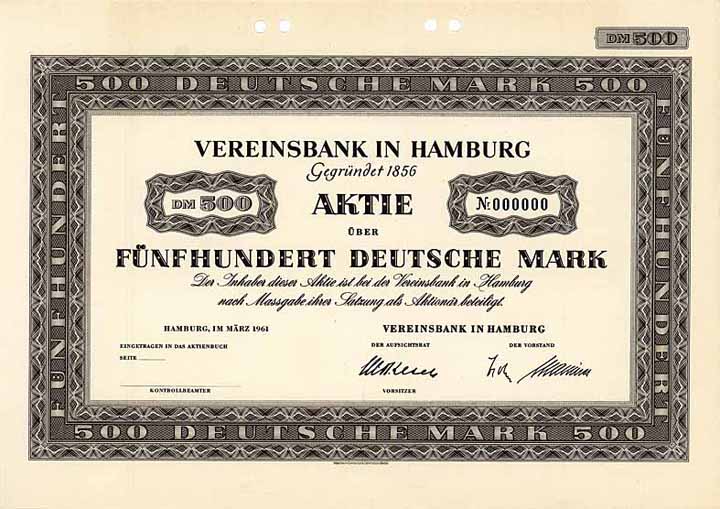 DM 500
500 DEUTSCHE MARK 500
FÜNFHUNDERT
FÜNFHUNDERT
VEREINSBANK IN HAMBURG
Gegründet 1856
DM 500
AKTIE
Nr. 000000
ÜBER
FÜNFHUNDERT DEUTSCHE MARK
Der Inhaber dieser Aktie ist bei der Vereinsbank in Hamburg
nach Massgabe ihrer Satzung als Aktionär beteiligt.
HAMBURG, IM MÄRZ 1961
VEREINSBANK IN HAMBURG
EINGETRAGEN IN DAS AKTIENBUCH
DER AUFSICHTSRAT
DER VORSTAND
SEITE
KONTROLLBEAMTER
VORSITZER
500 DEUTSCHE MARK 500